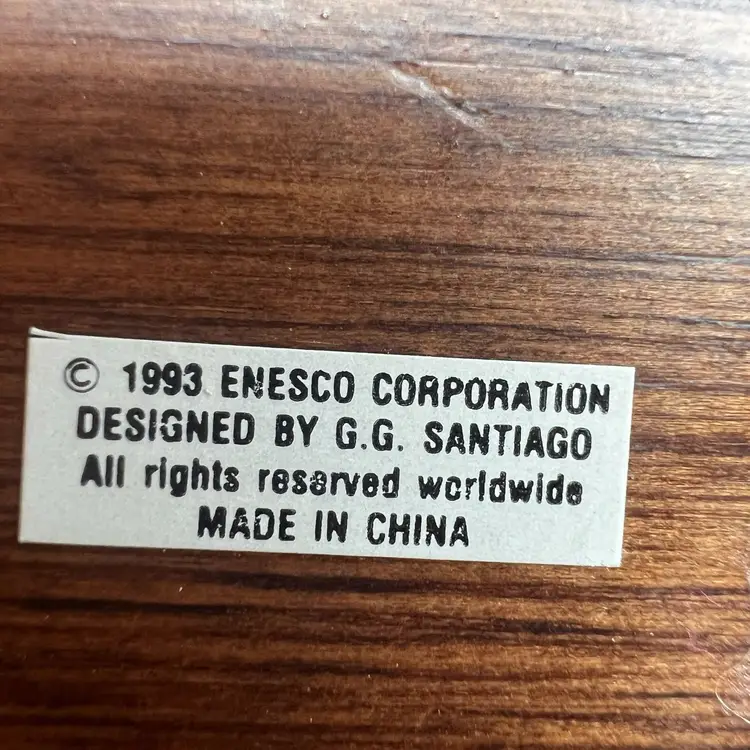 © 1993 ENESCO CORPORATION
DESIGNED BY G.G. SANTIAGO
All rights reserved worldwide
MADE IN CHINA